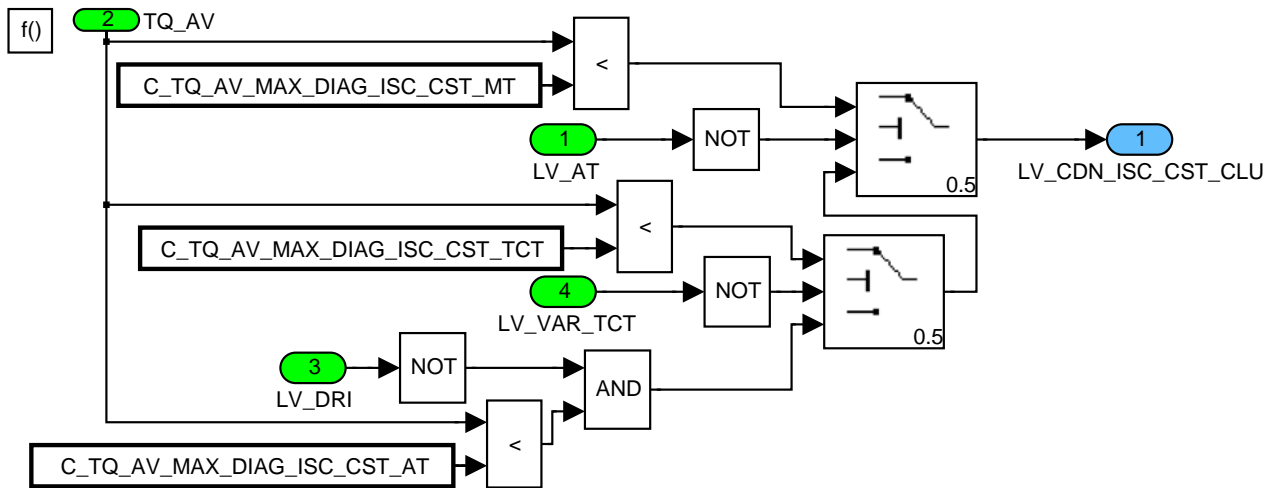 f()
2
TQ_AV
C_TQ_AV_MAX_DIAG_ISC_CST_MT
<
1
LV_AT
NOT
0.5
1
LV_CDN_ISC_CST_CLU
C_TQ_AV_MAX_DIAG_ISC_CST_TCT
<
4
LV_VAR_TCT
NOT
0.5
3
LV_DRI
NOT
AND
C_TQ_AV_MAX_DIAG_ISC_CST_AT
<